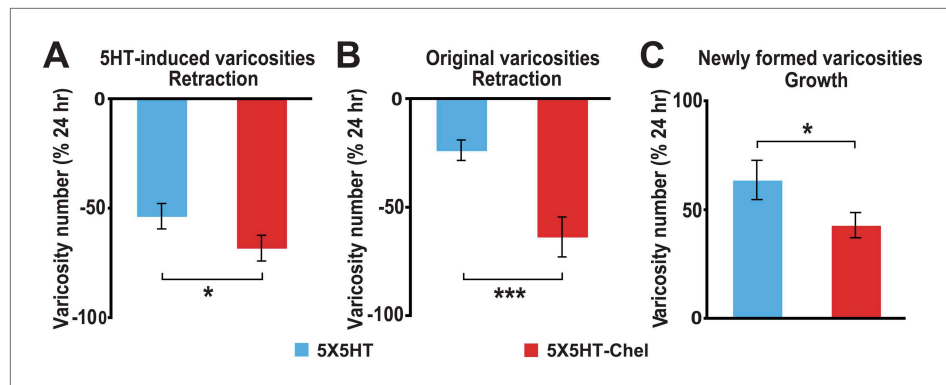 A
5HT-induced varicosities
Retraction
Varicosity number (% 24 hr)
0
-50
-100
*
B
Original varicosities
Retraction
Varicosity number (% 24 hr)
0
-50
-100
***
C
Newly formed varicosities
Growth
Varicosity number (% 24 hr)
100
50
0
*
5X5HT
5X5HT-Chel